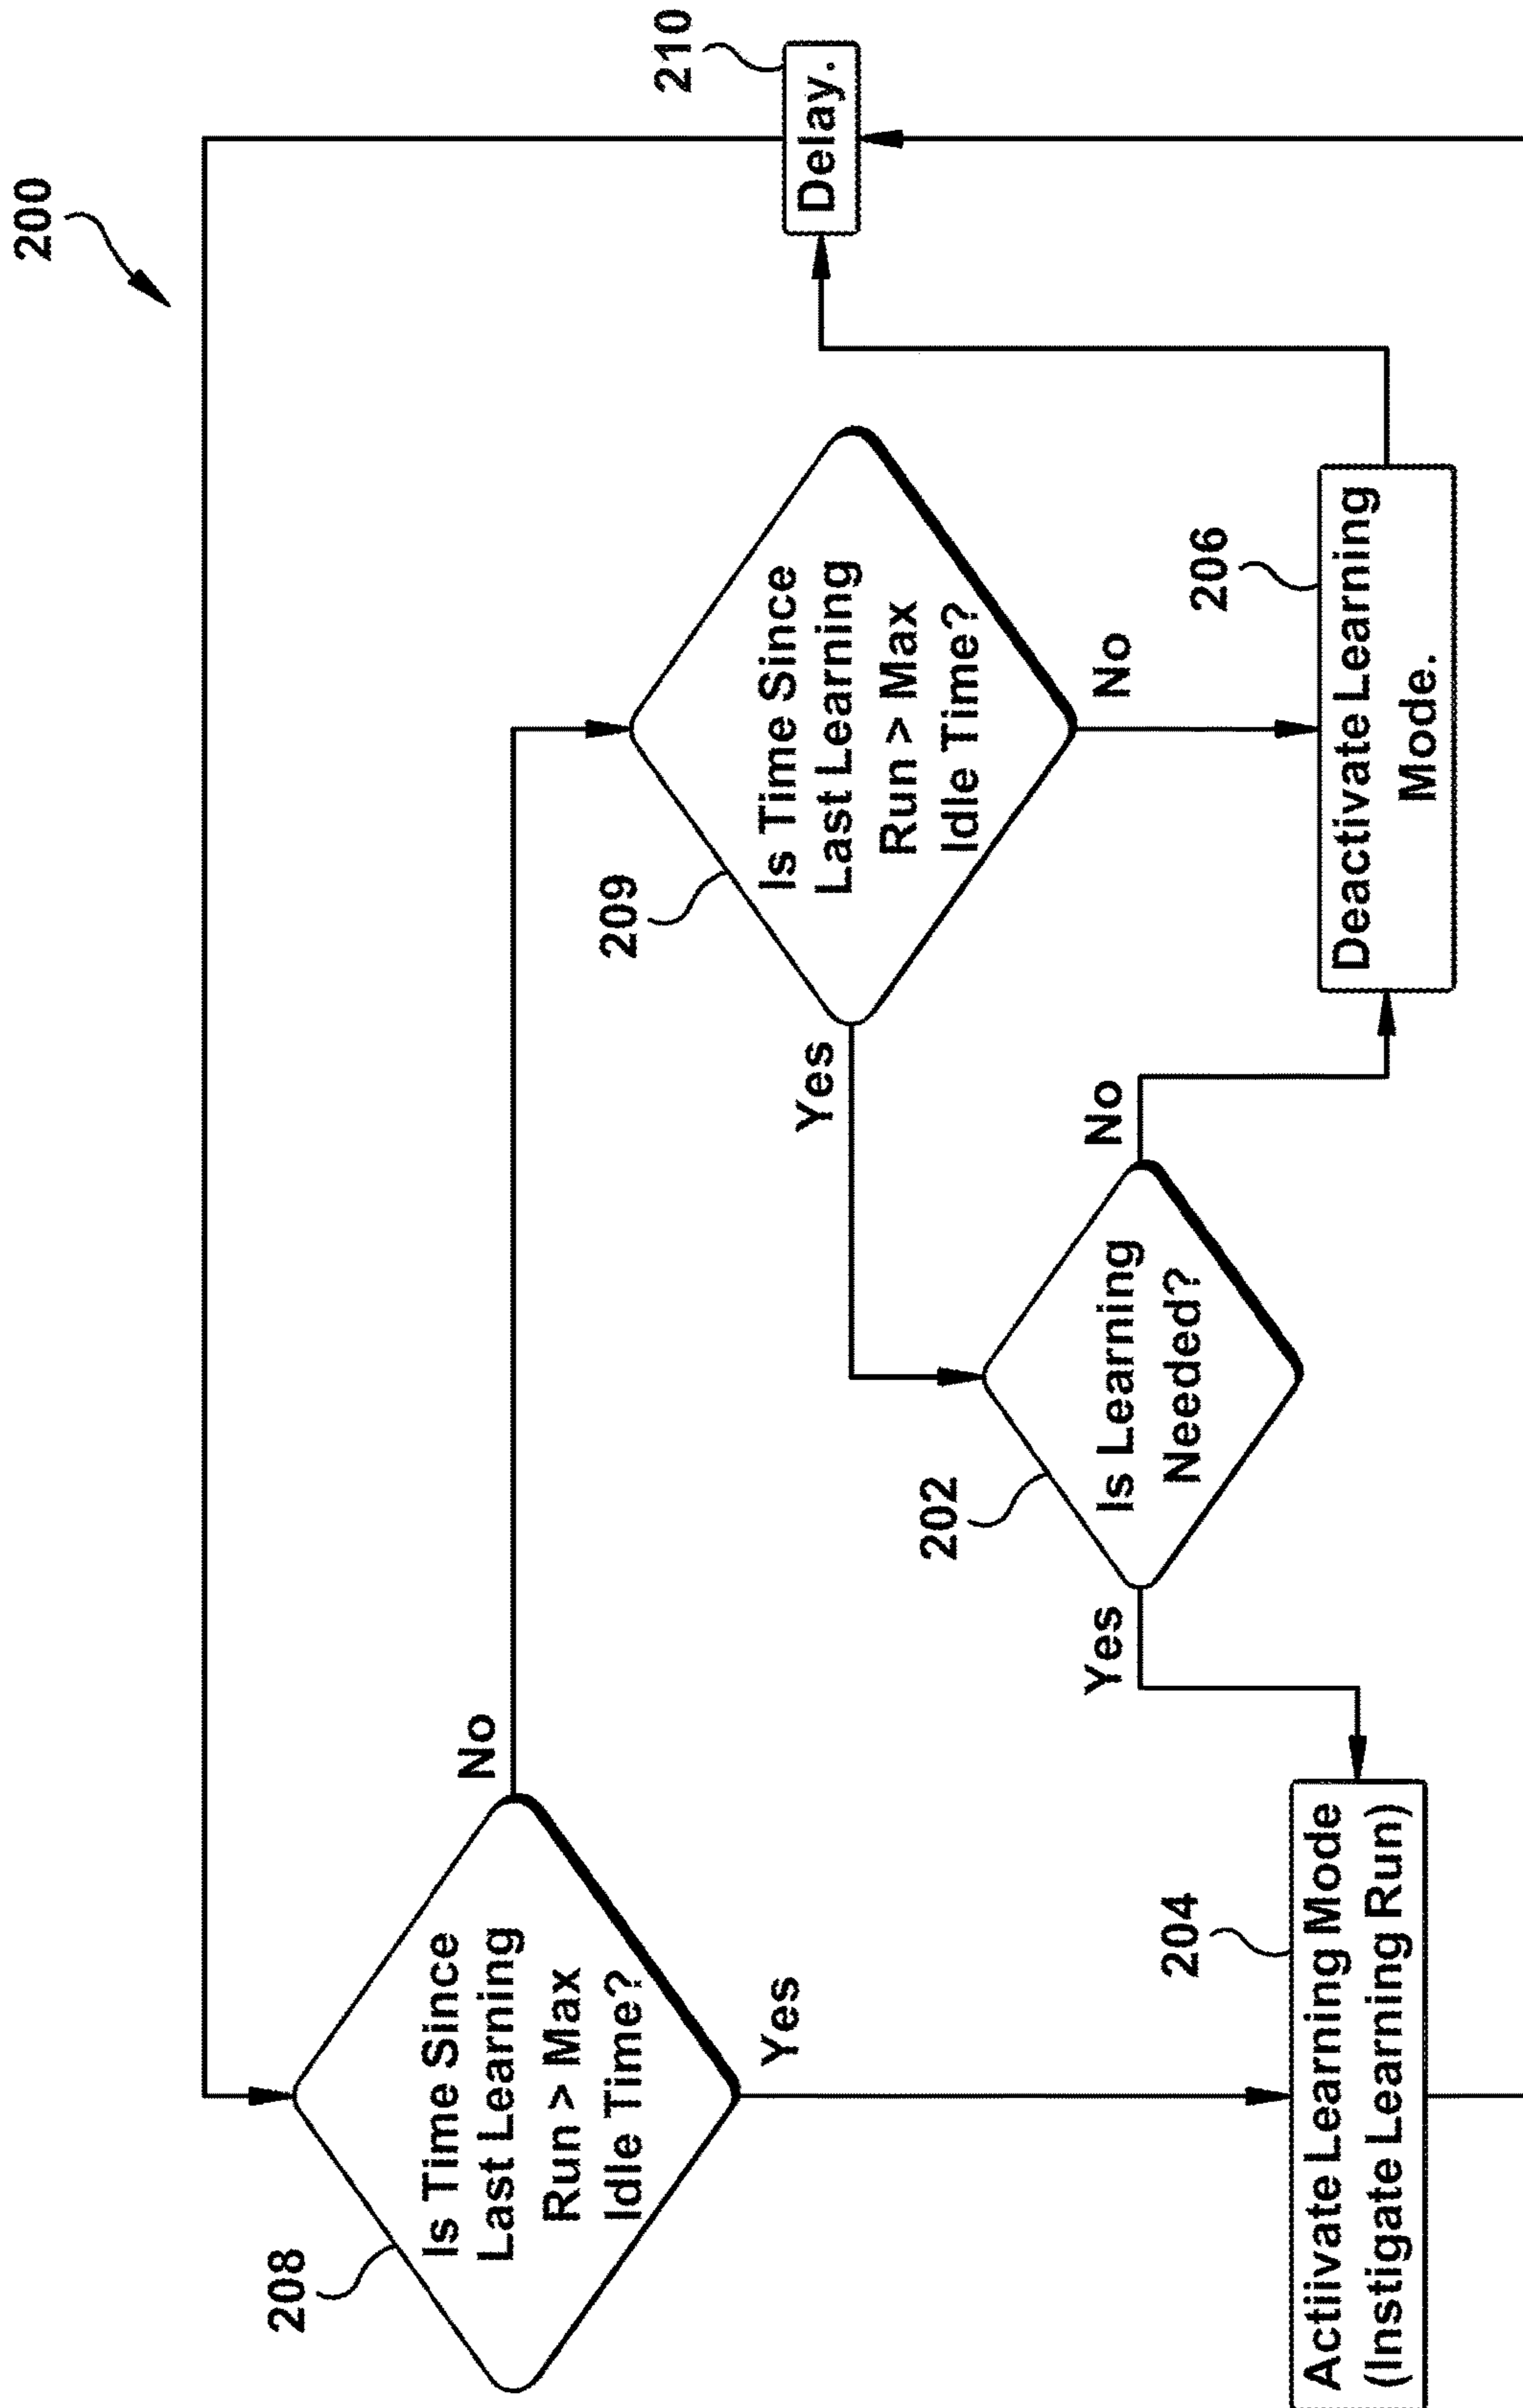 200
208
Is Time Since
Last Learning
Run > Max
Idle Time?
No
Yes
209
Is Time Since
Last Learning
Run > Max
Idle Time?
Yes
No
202
Is Learning
Needed?
Yes
No
204
Actiivate Learning Mode
(Instigate Learning Run)
206
Deactivate Learning
Mode.
210
Delay.